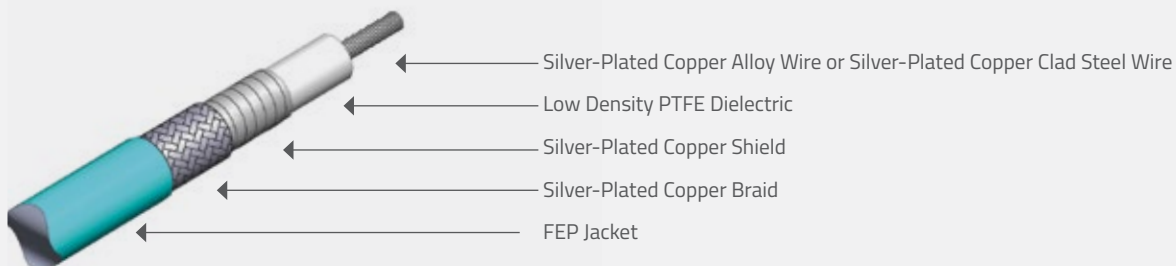 Silver-Plated Copper Alloy Wire or Silver-Plated Copper Clad Steel Wire
Low Density PTFE Dielectric
Silver-Plated Copper Shield
Silver-Plated Copper Braid
FEP Jacket